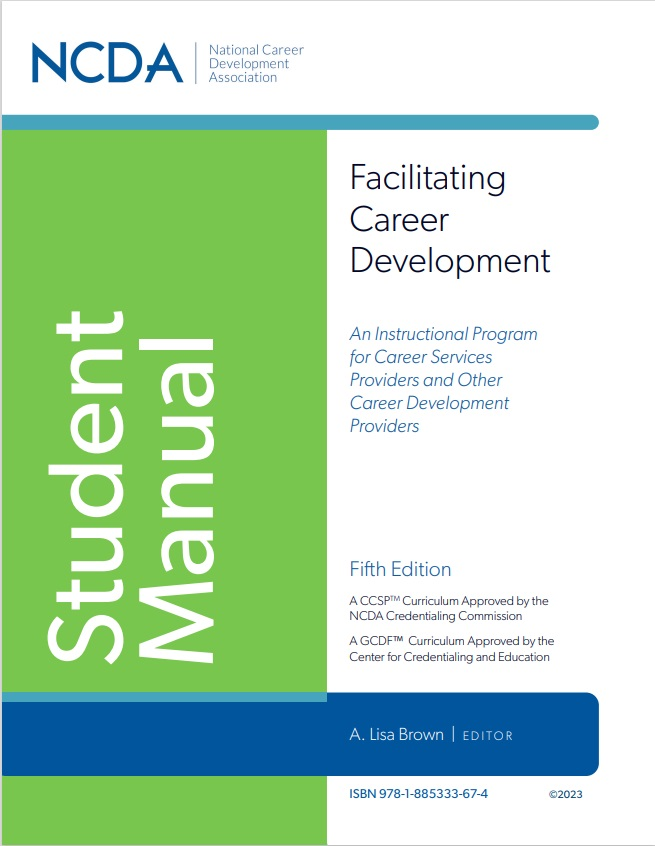 NCDA
National Career
Development
Association
Facilitating
Career
Development
An Instructional Program
for Career Services
Providers and Other
Career Development
Providers
Student
Manual
Fifth Edition
A CCSP™ Curriculum Approved by the
NCDA Credentialing Commission
A GCDF™ Curriculum Approved by the
Center for Credentialing and Education
A. Lisa Brown | EDITOR
ISBN 978-1-885333-67-4 ©2023